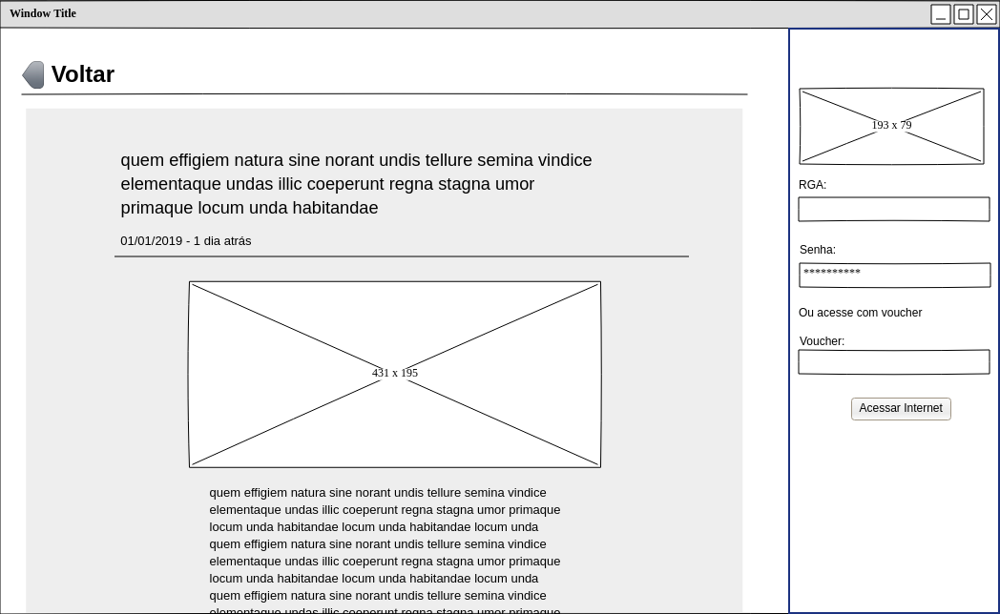 Window Title
Voltar
quem effigiem natura sine norant undis tellure semina vindice
elementaque undas illic coeperunt regna stagna umor
primaque locum unda habitandae
01/01/2019 - 1 dia atrás
431 x 195
quem effigiem natura sine norant undis tellure semina vindice
elementaque undas illic coeperunt regna stagna umor primaque
locum unda habitandae locum unda habitandae locum unda
quem effigiem natura sine norant undis tellure semina vindice
elementaque undas illic coeperunt regna stagna umor primaque
locum unda habitandae locum unda habitandae locum unda
quem effigiem natura sine norant undis tellure semina vindice
elementaque undas illic coeperunt regna stagna umor primaque
193 x 79
RGA:
Senha:
**********
Ou acesse com voucher
Voucher:
Acessar Internet